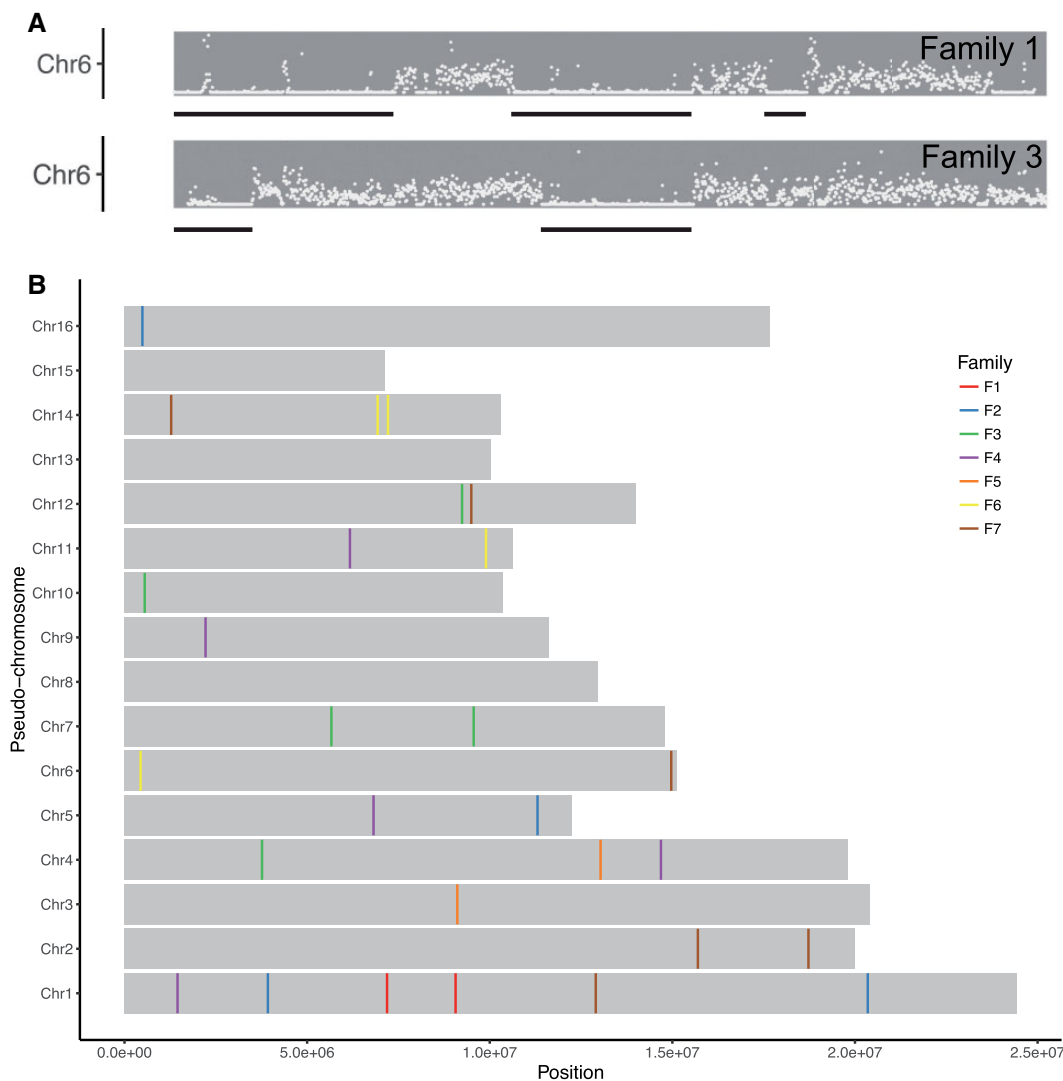 A
Chr6
Family 1
Chr6
Family 3
B
Chr16
Chr15
Chr14
Chr13
Chr12
Chr11
Chr10
Chr9
Chr8
Chr7
Chr6
Chr5
Chr4
Chr3
Chr2
Chr1
Pseudo−chromosome
Family
F1
F2
F3
F4
F5
F6
F7
0.0e+00 5.0e+06 1.0e+07 1.5e+07 2.0e+07 2.5e+07
Position